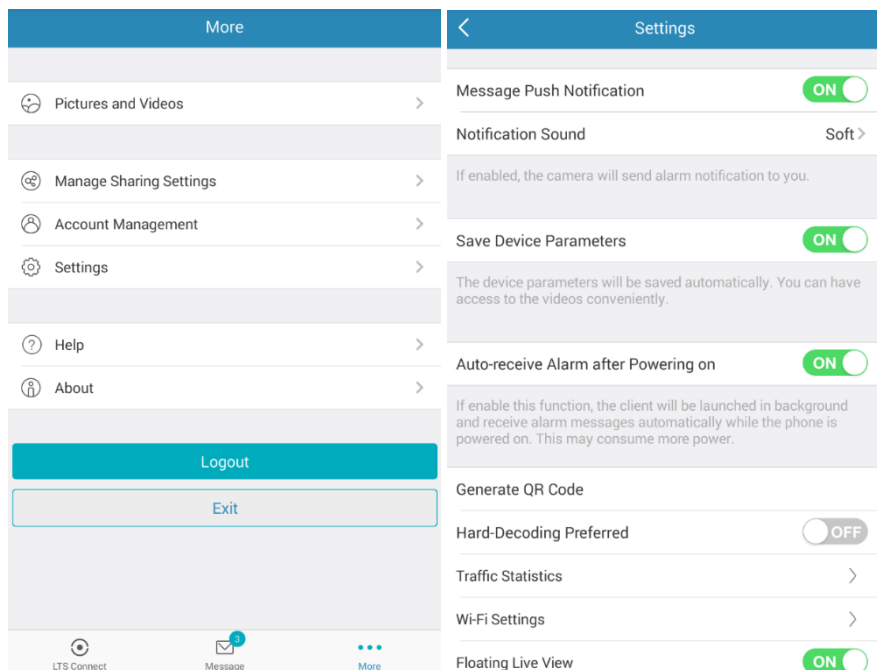 More
Pictures and Videos
Manage Sharing Settings
Account Management
Settings
Help
About
Logout
Exit
LTS Connect
3
Message
More
Settings
Message Push Notification ON
Notification Sound Soft
If enabled, the camera will send alarm notification to you.
Save Device Parameters ON
The device parameters will be saved automatically. You can have
access to the videos conveniently.
Auto-receive Alarm after Powering on ON
If enable this function, the client will be launched in background
and receive alarm messages automatically while the phone is
powered on. This may consume more power.
Generate QR Code
Hard-Decoding Preferred OFF
Traffic Statistics
Wi-Fi Settings
Floating Live View ON